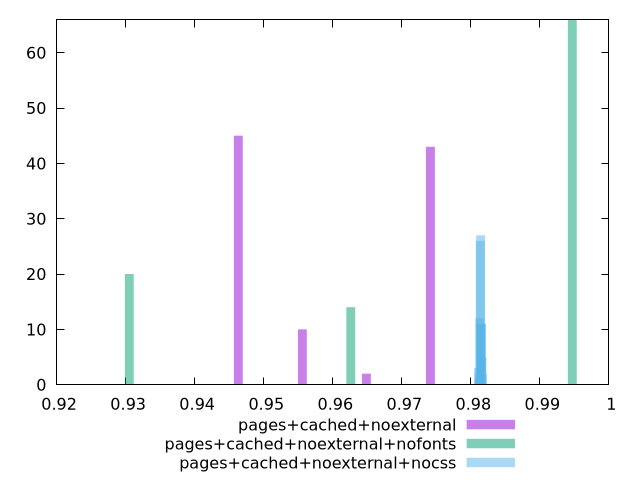 60
50
40
30
20
10
0
0.92 0.93 0.94 0.95 0.96 0.97 0.98 0.99 1
pages+cached+noexternal
pages+cached+noexternal+nofonts
pages+cached+noexternal+nocss